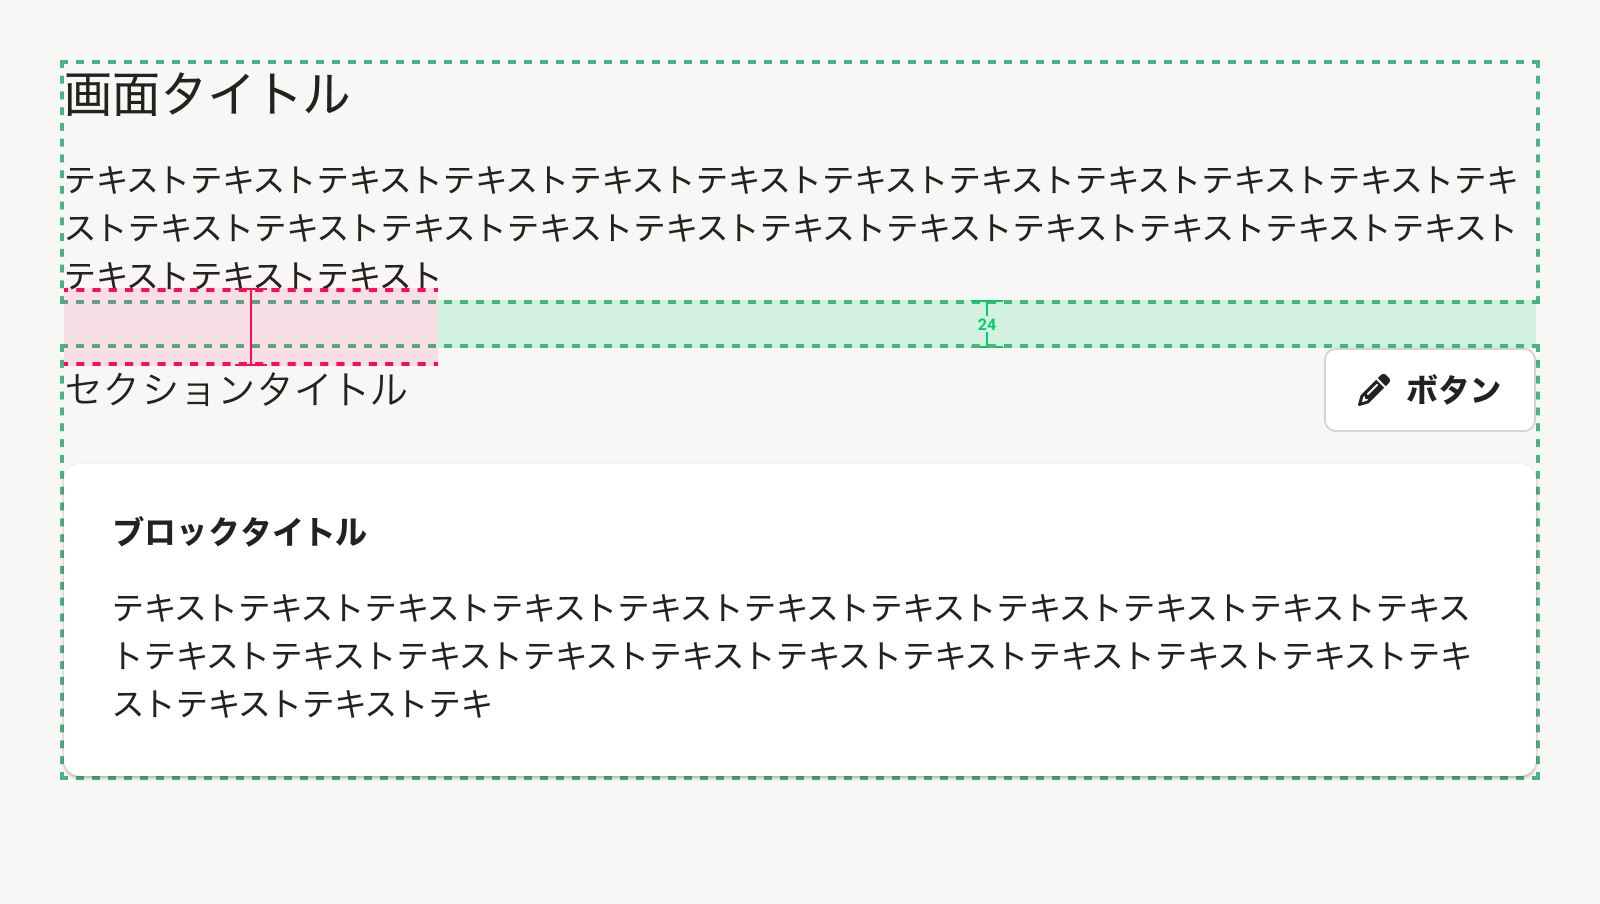 画面タイトル
テキストテキストテキストテキストテキストテキストテキストテキストテキストテキストテキストテキ
ストテキストテキストテキストテキストテキストテキストテキストテキストテキストテキストテキスト
テキストテキストテキスト
24
セクションタイトル
ボタン
ブロックタイトル
テキストテキストテキストテキストテキストテキストテキストテキストテキストテキストテキス
トテキストテキストテキストテキストテキストテキストテキストテキストテキストテキストテキ
ストテキストテキストテキ